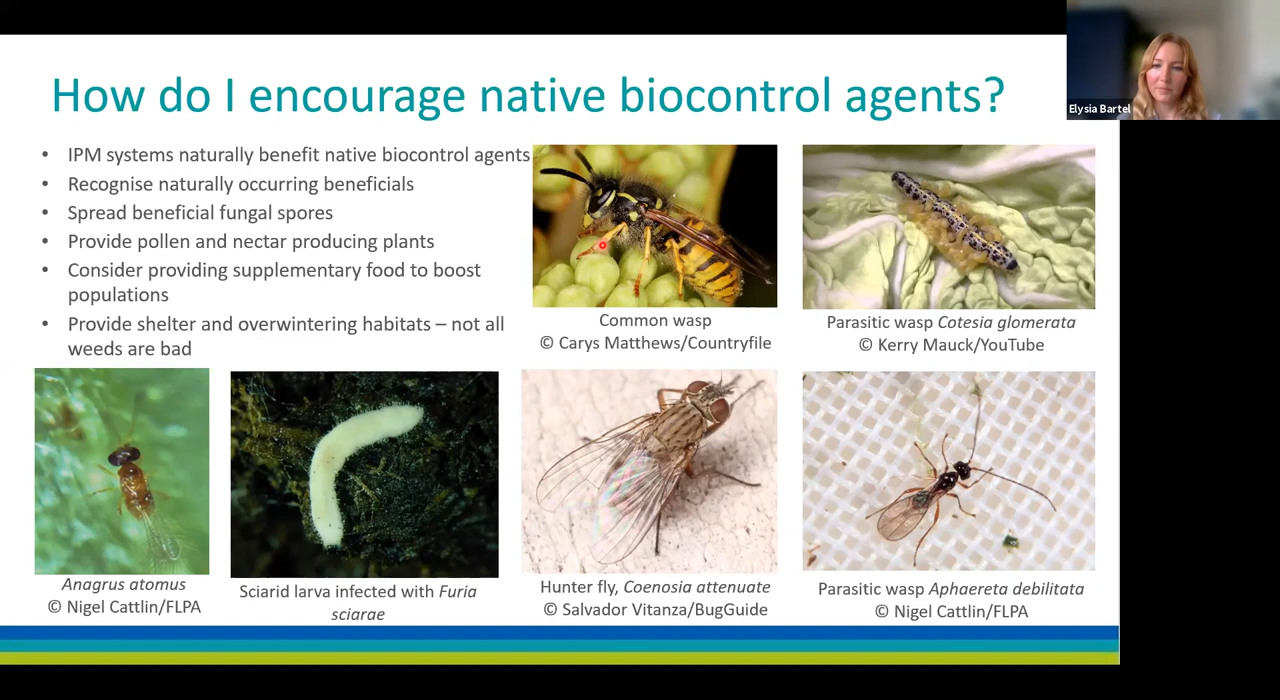 How do I encourage native biocontrol agents?
Elysia Bartel
• IPM systems naturally benefit native biocontrol agents
• Recognise naturally occurring beneficials
• Spread beneficial fungal spores
• Provide pollen and nectar producing plants
• Consider providing supplementary food to boost
populations
• Provide shelter and overwintering habitats – not all
weeds are bad
Common wasp
© Carys Matthews/Countryfile
Parasitic wasp Cotesia glomerata
© Kerry Mauck/YouTube
Anagrus atomus
© Nigel Cattlin/FLPA
Sciarid larva infected with Furia
sciarae
Hunter fly, Coenosia attenuate
© Salvador Vitanza/BugGuide
Parasitic wasp Aphaereta debilitata
© Nigel Cattlin/FLPA